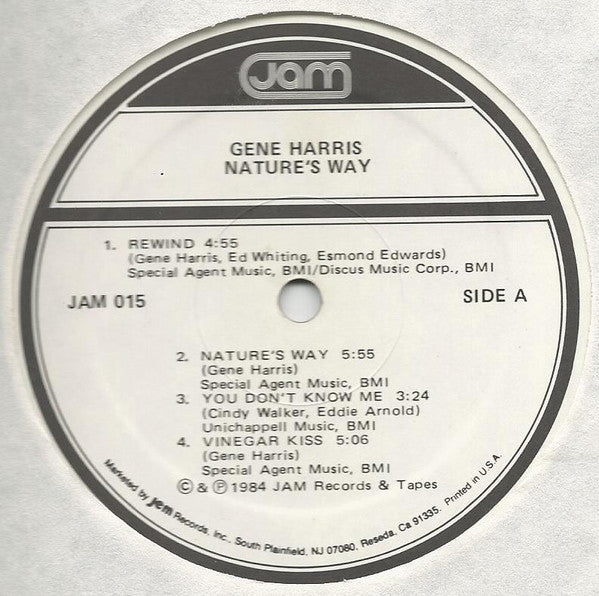 Jam
GENE HARRIS
NATURE'S WAY
1. REWIND 4:55
(Gene Harris, Ed Whiting, Esmond Edwards)
Special Agent Music, BMI/Discus Music Corp., BMI
JAM 015
SIDE A
2. NATURE'S WAY 5:55
(Gene Harris)
Special Agent Music, BMI
3. YOU DON'T KNOW ME 3:24
(Cindy Walker, Eddie Arnold)
Unichappell Music, BMI
4. VINEGAR KISS 5:06
(Gene Harris)
Special Agent Music, BMI
© & ℗ 1984 JAM Records & Tapes
Marketed by jem Records, Inc., South Plainfield, NJ 07080, Reseda, Ca 91335. Printed in U.S.A.